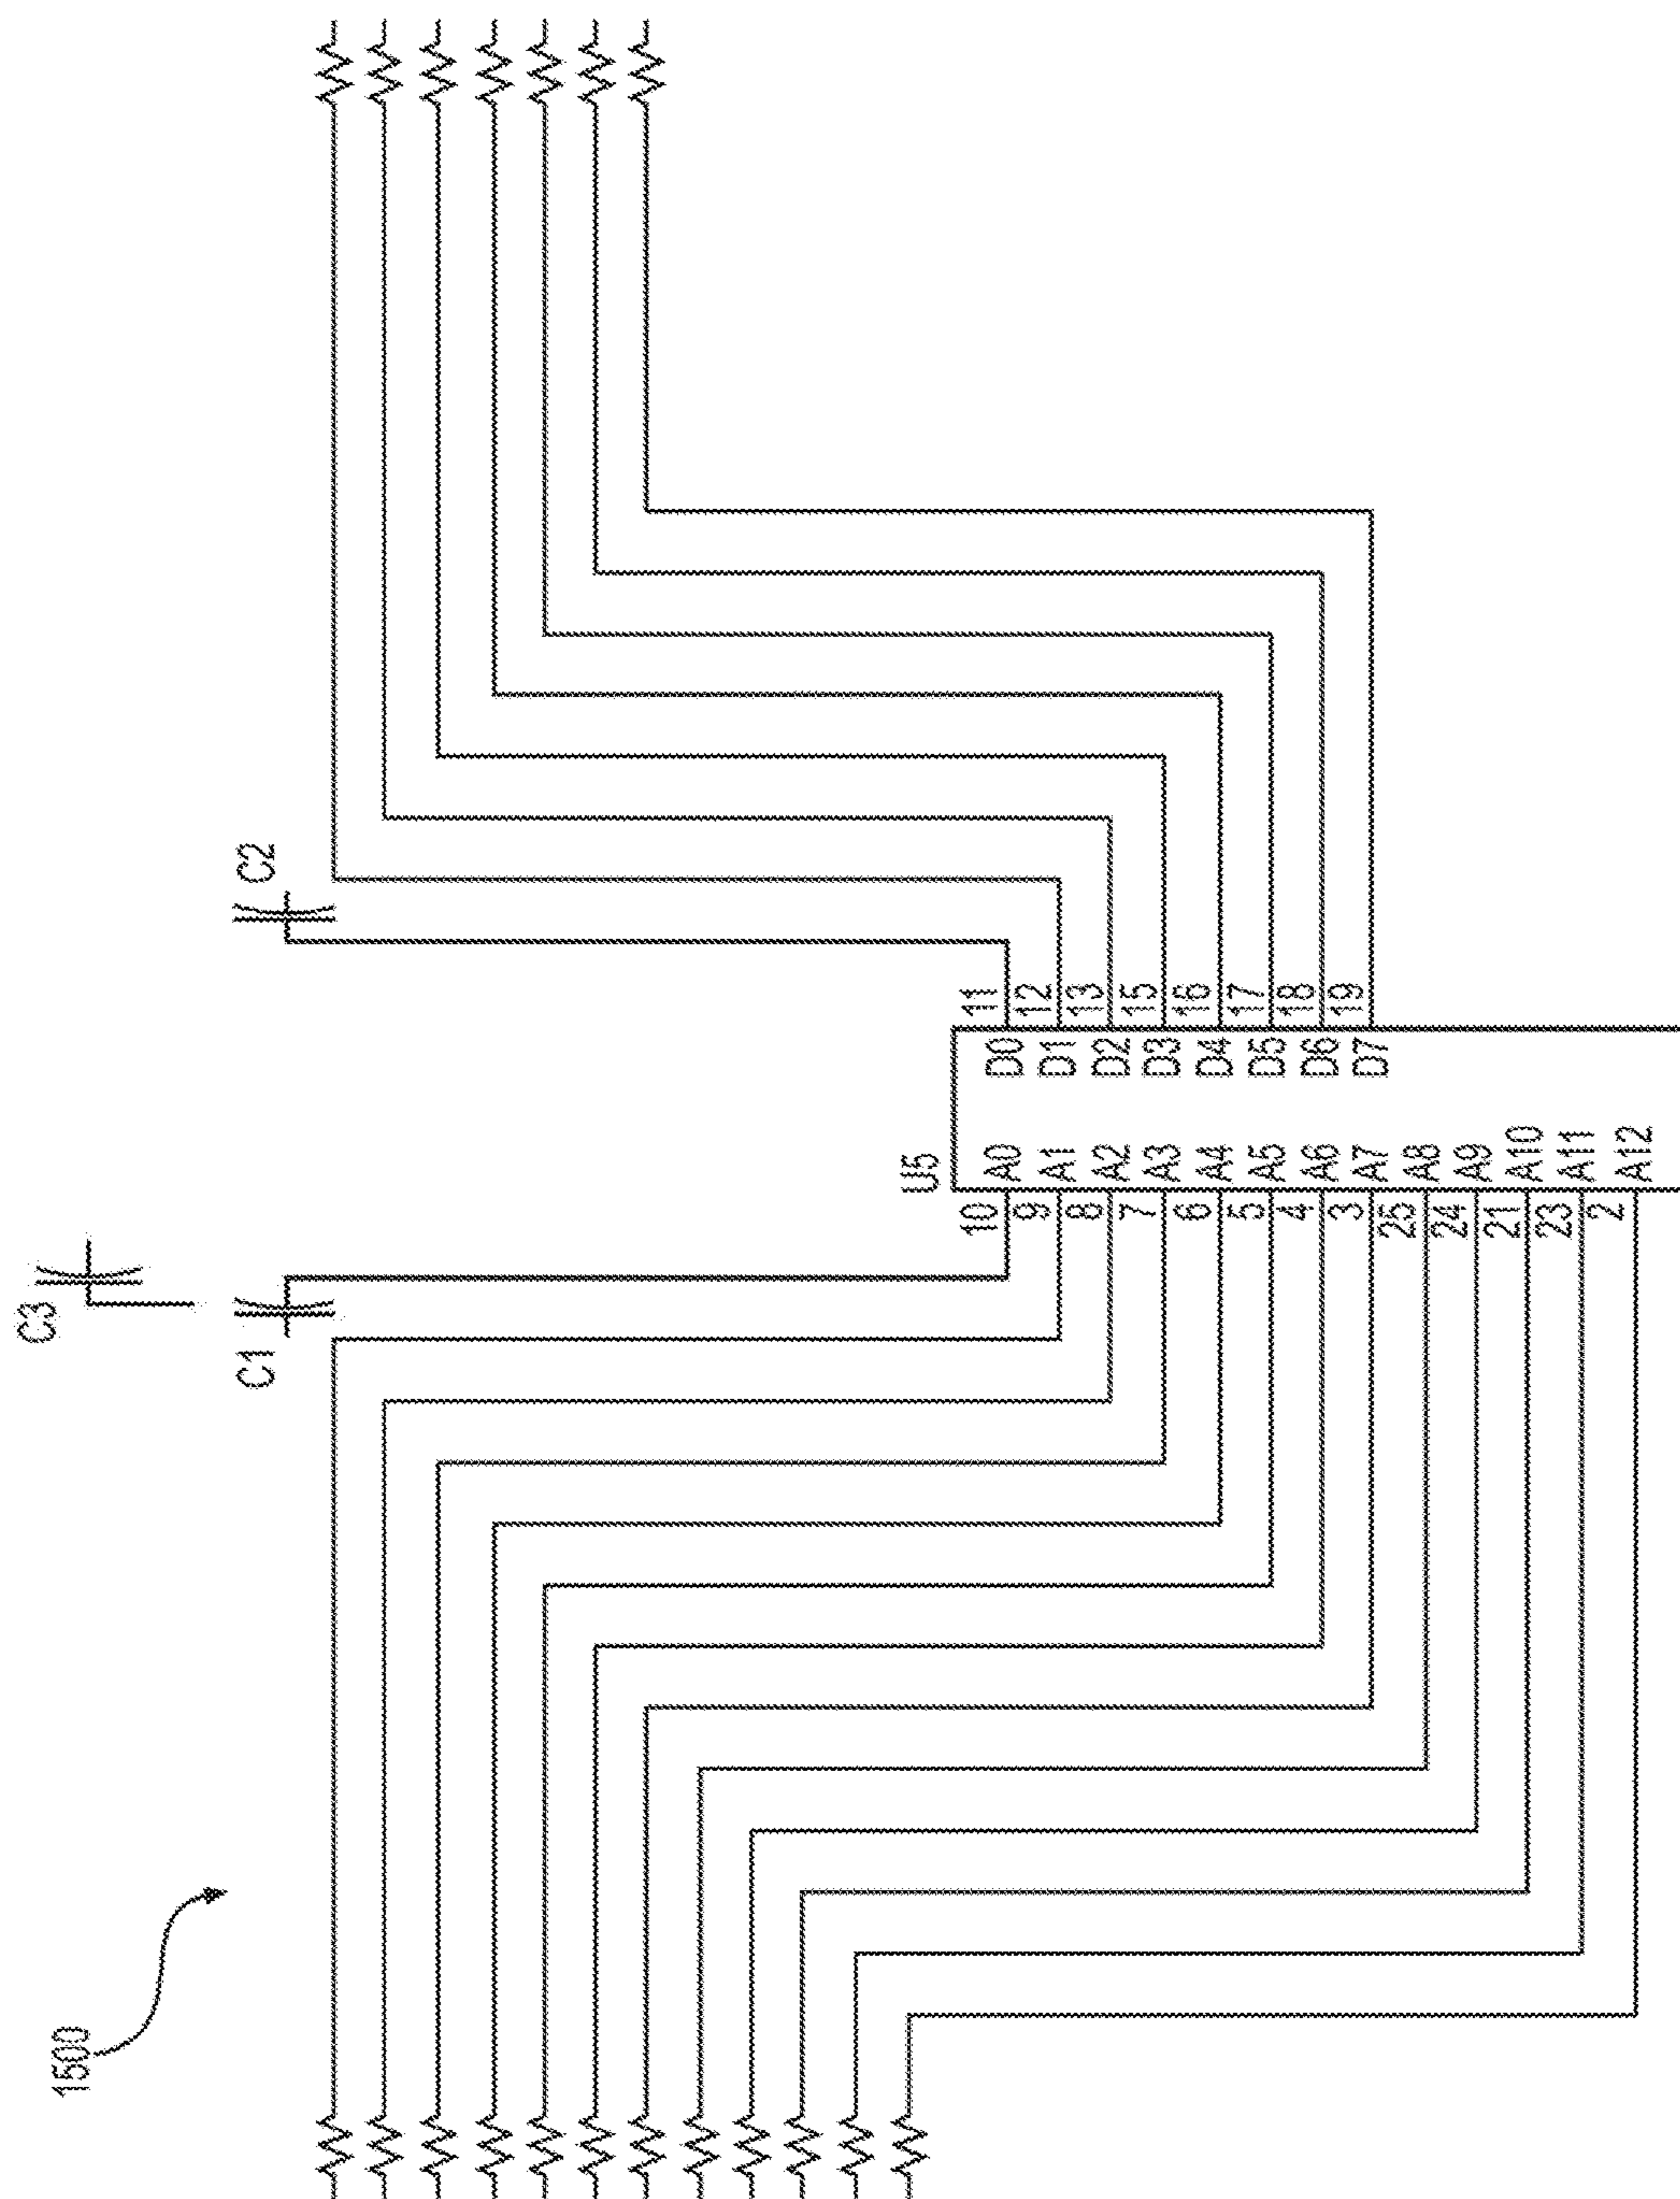 1500
C3
C1
C2
U5
10 A0 D0 11
9 A1 D1 12
8 A2 D2 13
7 A3 D3 15
6 A4 D4 16
5 A5 D5 17
4 A6 D6 18
3 A7 D7 19
25 A8
24 A9
21 A10
23 A11
2 A12